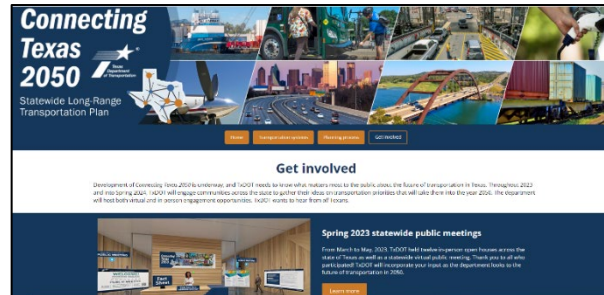 Connecting
Texas
2050
Texas
Department
of Transportation
Statewide Long-Range
Transportation Plan
Home
Transportation system
Planning process
Get involved
Get involved
Development of Connecting Texas 2050 is underway, and TxDOT needs to know what matters most to the public about the future of transportation in Texas. Throughout 2023
and into Spring 2024, TxDOT will engage communities across the state to gather their ideas on transportation priorities that will take them into the year 2050. The department
will host both virtual and in-person engagement opportunities. TxDOT wants to hear from all Texans.
Spring 2023 statewide public meetings
From March to May, 2023, TxDOT held twelve in-person open houses across the
state of Texas as well as a statewide virtual public meeting. Thank you to all who
participated! TxDOT will incorporate your input as the department looks to the
future of transportation in 2050.
Learn more
Fact
Sheet